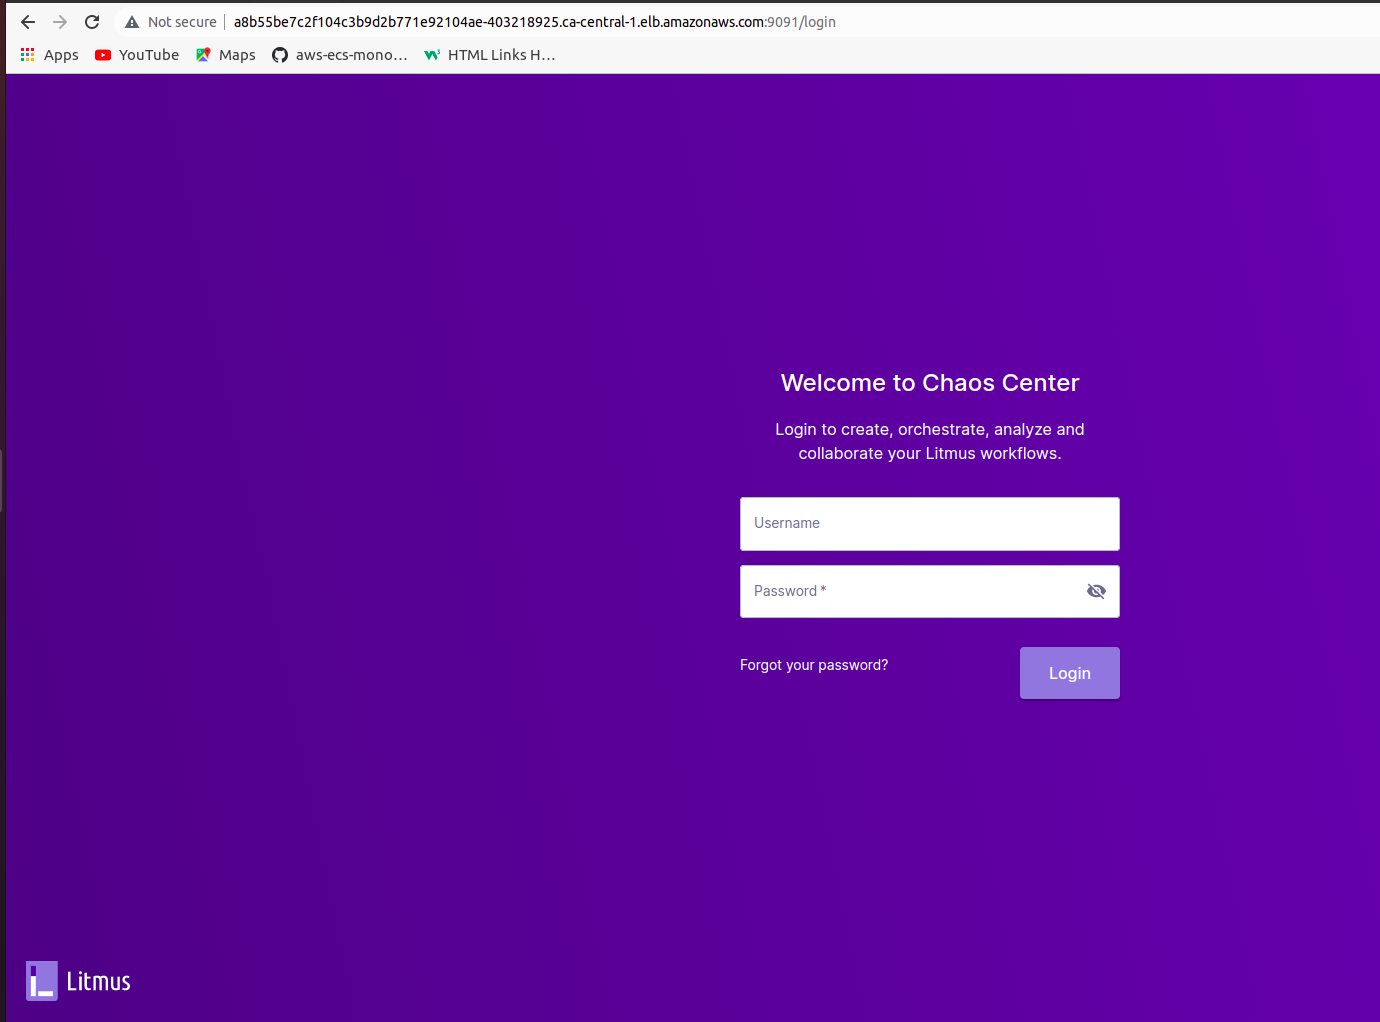 Not secure | a8b55be7c2f104c3b9d2b771e92104ae-403218925.ca-central-1.elb.amazonaws.com:9091/login
Apps YouTube Maps aws-ecs-mono... HTML Links H...
Welcome to Chaos Center
Login to create, orchestrate, analyze and
collaborate your Litmus workflows.
Username
Password *
Forgot your password? Login
Litmus